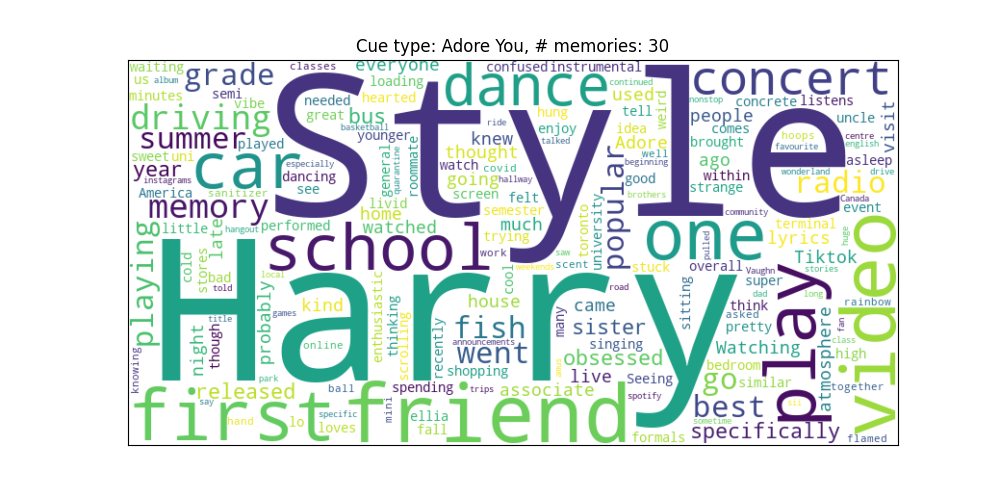 Cue type: Adore You, # memories: 30
waiting
us
album
minutes
grade
semi
classes
everyone
loading
confused
instrumental
continued
concert
nonstop
driving
vibe
needed
hearted
dance
hung
used
weird
people
concrete
listens
visit
summer
played
great
bus
younger
basketball
knew
ride
enjoy
talked
idea
tell
Adore
brought
comes
hoops
uncle
favourite
centre
english
sweet
uni
year
instagrams
car
especially
dancing
see
general
quarantine
roommate
thought
watch
covid
going
screen
hallway
beginning
good
well
ago
strange
within
wonderland
asleep
drive
radio
America
sanitizer
memory
livid
home
watched
felt
semester
much
trying
brothers
popular
university
toronto
Style
community
event
Canada
terminal
lyrics
little
hangout
performed
late
school
work
saw
scent
weekends
stuck
one
pulled
overall
Vaughn
super
Tiktok
stories
huge
video
playing
cold
stores
bad
told
local
Harry
cool
house
road
dad
long
think
rainbow
asked
pretty
play
fan
class
atmosphere
high
together
knowing
night
though
title
games
probably
kind
online
park
enthusiastic
thinking
scrolling
recently
fish
announcements
went
shopping
many
came
sister
singing
obsessed
sitting
Watching
bedroom
similar
released
say
hand
ball
spending
mini
trips
associate
live
Seeing
spotify
go
best
sit
first
lo
specific
loves
friend
ellia
fall
formals
sometime
specifically
flamed